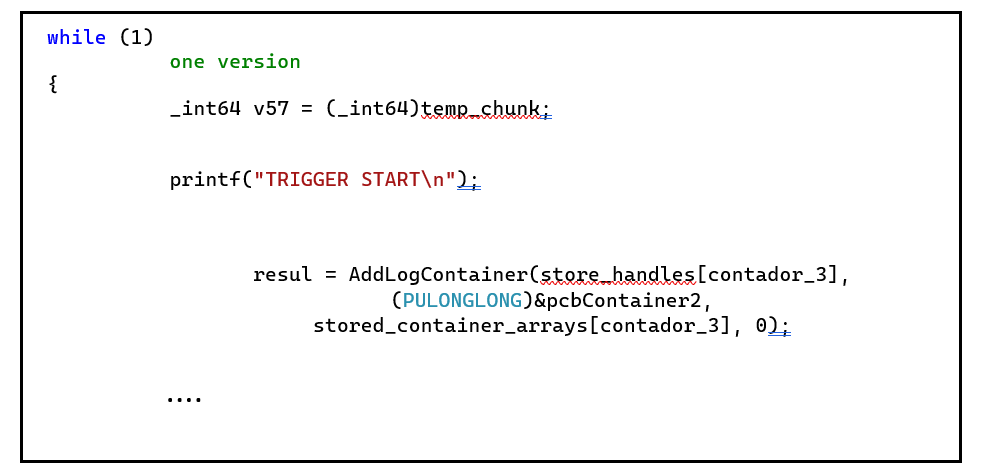 while (1)
one version
{
_int64 v57 = (_int64)temp_chunk;
printf("TRIGGER START\n");
resul = AddLogContainer(store_handles[contador_3],
(PULONGLONG)&pcbContainer2,
stored_container_arrays[contador_3], 0);
....